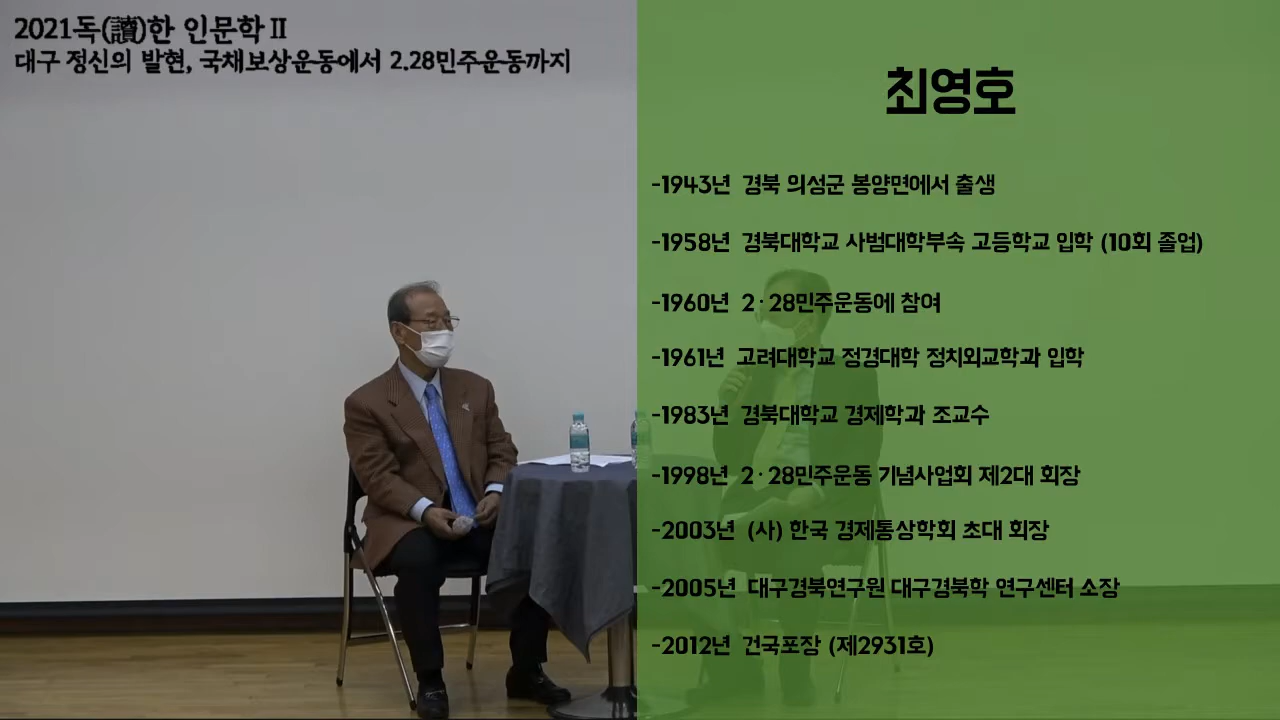 2021독(讀)한 인문학Ⅱ
대구 정신의 발현, 국채보상운동에서 2.28민주운동까지
최영호
-1943년 경북 의성군 봉양면에서 출생
-1958년 경북대학교 사범대학부속 고등학교 입학 (10회 졸업)
-1960년 2·28민주운동에 참여
-1961년 고려대학교 정경대학 정치외교학과 입학
-1983년 경북대학교 경제학과 조교수
-1998년 2·28민주운동 기념사업회 제2대 회장
-2003년 (사) 한국 경제통상학회 초대 회장
-2005년 대구경북연구원 대구경북학 연구센터 소장
-2012년 건국포장 (제2931호)